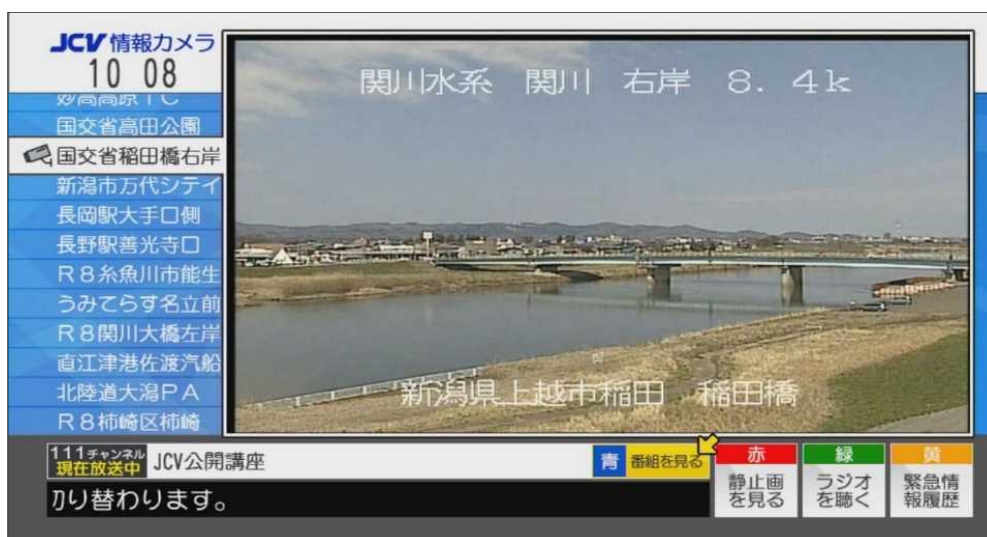 JCV 情報カメラ
10 08
妙高高原IC
国交省高田公園
国交省稲田橋右岸
新潟市万代シテイ
長岡駅大手口側
長野駅善光寺口
R8糸魚川市能生
うみてらす名立前
R8関川大橋左岸
直江津港佐渡汽船
北陸道大潟PA
R8柿崎区柿崎
関川水系 関川 右岸 8.4k
新潟県上越市稲田 稲田橋
111チャンネル
現在放送中
JCV公開講座
青 番組を見る
切り替わります。
赤
静止画
を見る
緑
ラジオ
を聴く
黄
緊急情
報履歴